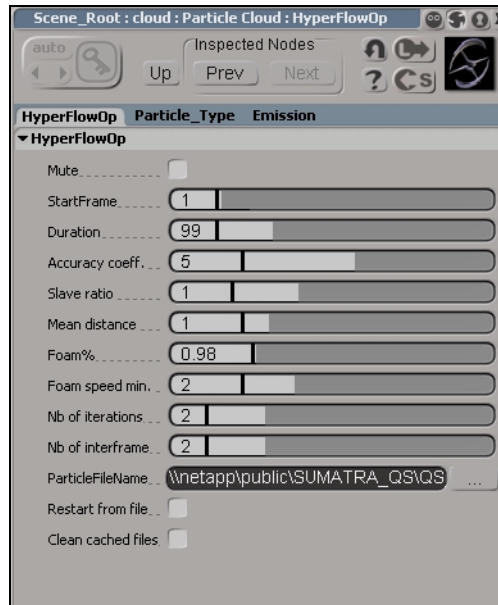 Scene_Root : cloud : Particle Cloud : HyperFlowOp
auto
Inspected Nodes
Up Prev Next
? Cs
HyperFlowOp Particle_Type Emission
HyperFlowOp
Mute
StartFrame 1
Duration 99
Accuracy coeff. 5
Slave ratio 1
Mean distance 1
Foam% 0.98
Foam speed min. 2
Nb of iterations 2
Nb of interframe 2
ParticleFileName \\netapp\public\SUMATRA_QS\QS ...
Restart from file
Clean cached files